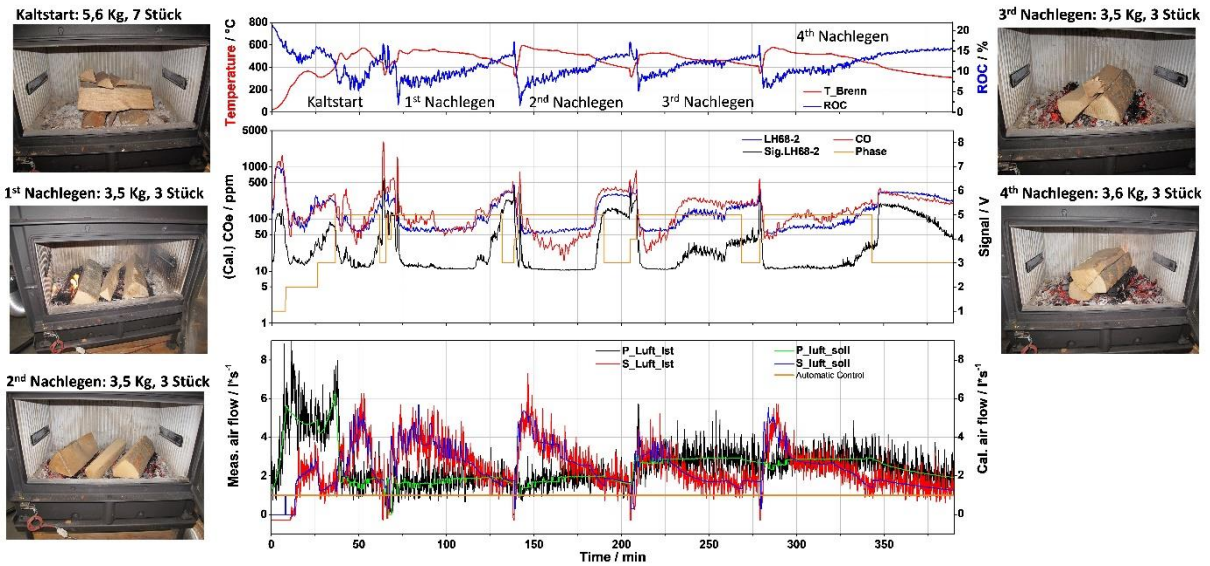 Kaltstart: 5,6 Kg, 7 Stück
1st Nachlegen: 3,5 Kg, 3 Stück
2nd Nachlegen: 3,5 Kg, 3 Stück
800
600
400
200
0
Temperature / °C
20
15
10
5
0
ROC / %
Kaltstart
1st Nachlegen
2nd Nachlegen
3rd Nachlegen
4th Nachlegen
T_Brenn
ROC
5000
1000
500
100
50
10
5
1
(Cal.) COe / ppm
8
7
6
5
4
3
2
1
Signal / V
LH68-2
CO
Sig.LH68-2
Phase
8
6
4
2
0
Meas. air flow / l*s-1
8
6
4
2
0
Cal. air flow / l*s-1
P_Luft_Ist
P_luft_soll
S_Luft_Ist
S_luft_soll
Automatic Control
0
50
100
150
200
250
300
350
Time / min
3rd Nachlegen: 3,5 Kg, 3 Stück
4th Nachlegen: 3,6 Kg, 3 Stück